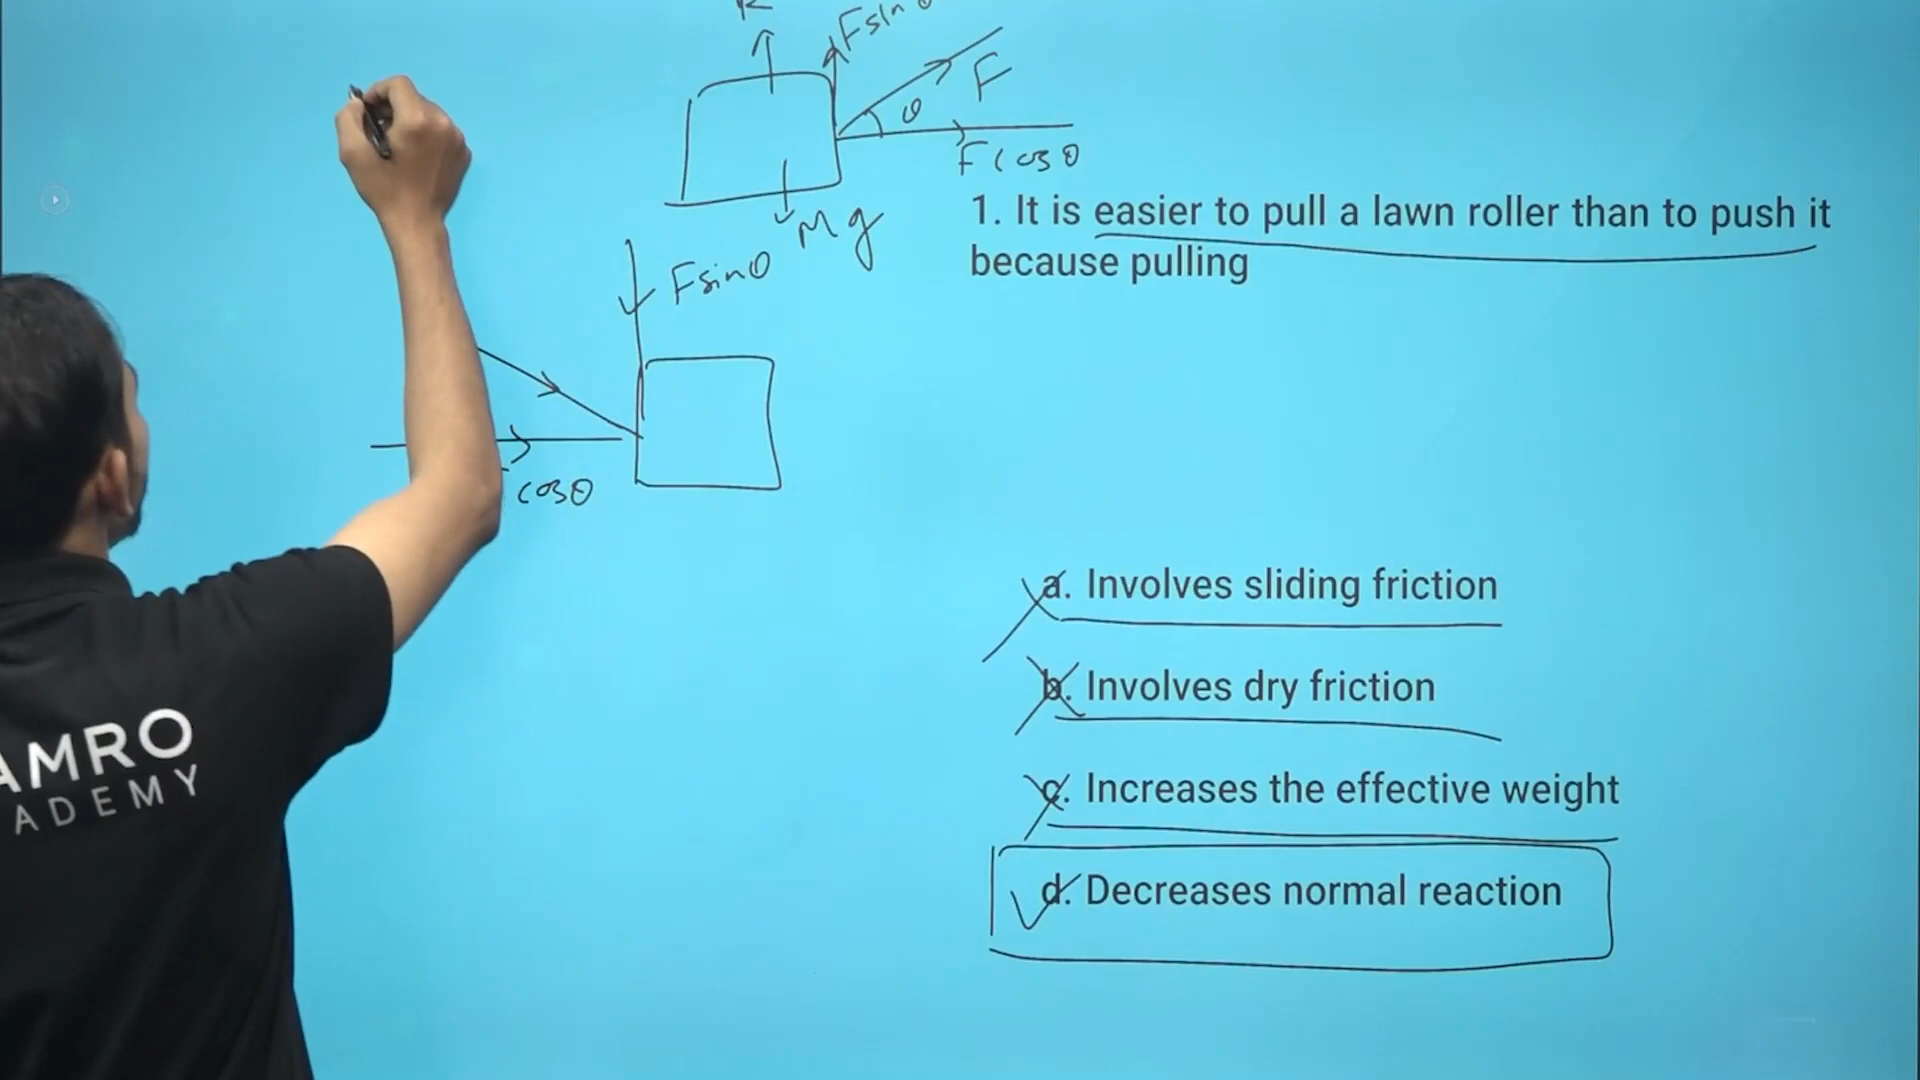 R
Fsinθ
F
θ
Fcosθ
Mg
1. It is easier to pull a lawn roller than to push it
because pulling
Fsinθ
cosθ
a. Involves sliding friction
b. Involves dry friction
c. Increases the effective weight
d. Decreases normal reaction
AMRO
ADEMY